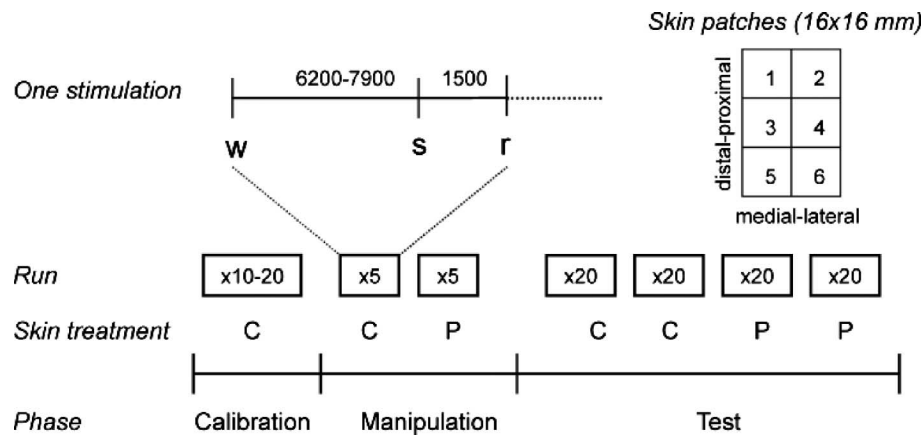 Skin patches (16x16 mm)
One stimulation
6200-7900 1500
w s r
distal-proximal
1 2
3 4
5 6
medial-lateral
Run x10-20 x5 x5 x20 x20 x20 x20
Skin treatment C C P C C P P
Phase Calibration Manipulation Test